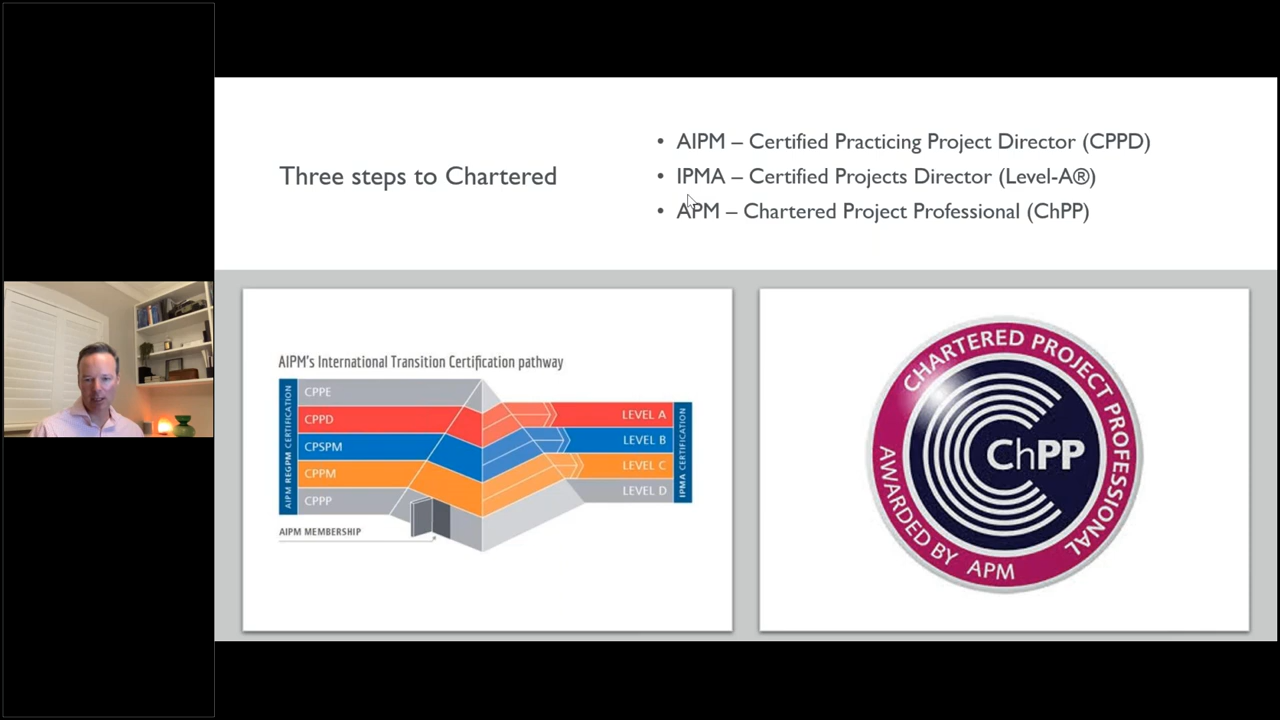 Three steps to Chartered
• AIPM – Certified Practicing Project Director (CPPD)
• IPMA – Certified Projects Director (Level-A®)
• APM – Chartered Project Professional (ChPP)
AIPM's International Transition Certification pathway
AIPM REGPM CERTIFICATION
CPPE
CPPD
CPSPM
CPPM
CPPP
AIPM MEMBERSHIP
LEVEL A
LEVEL B
LEVEL C
LEVEL D
IPMA CERTIFICATION
CHARTERED PROJECT PROFESSIONAL
ChPP
AWARDED BY APM